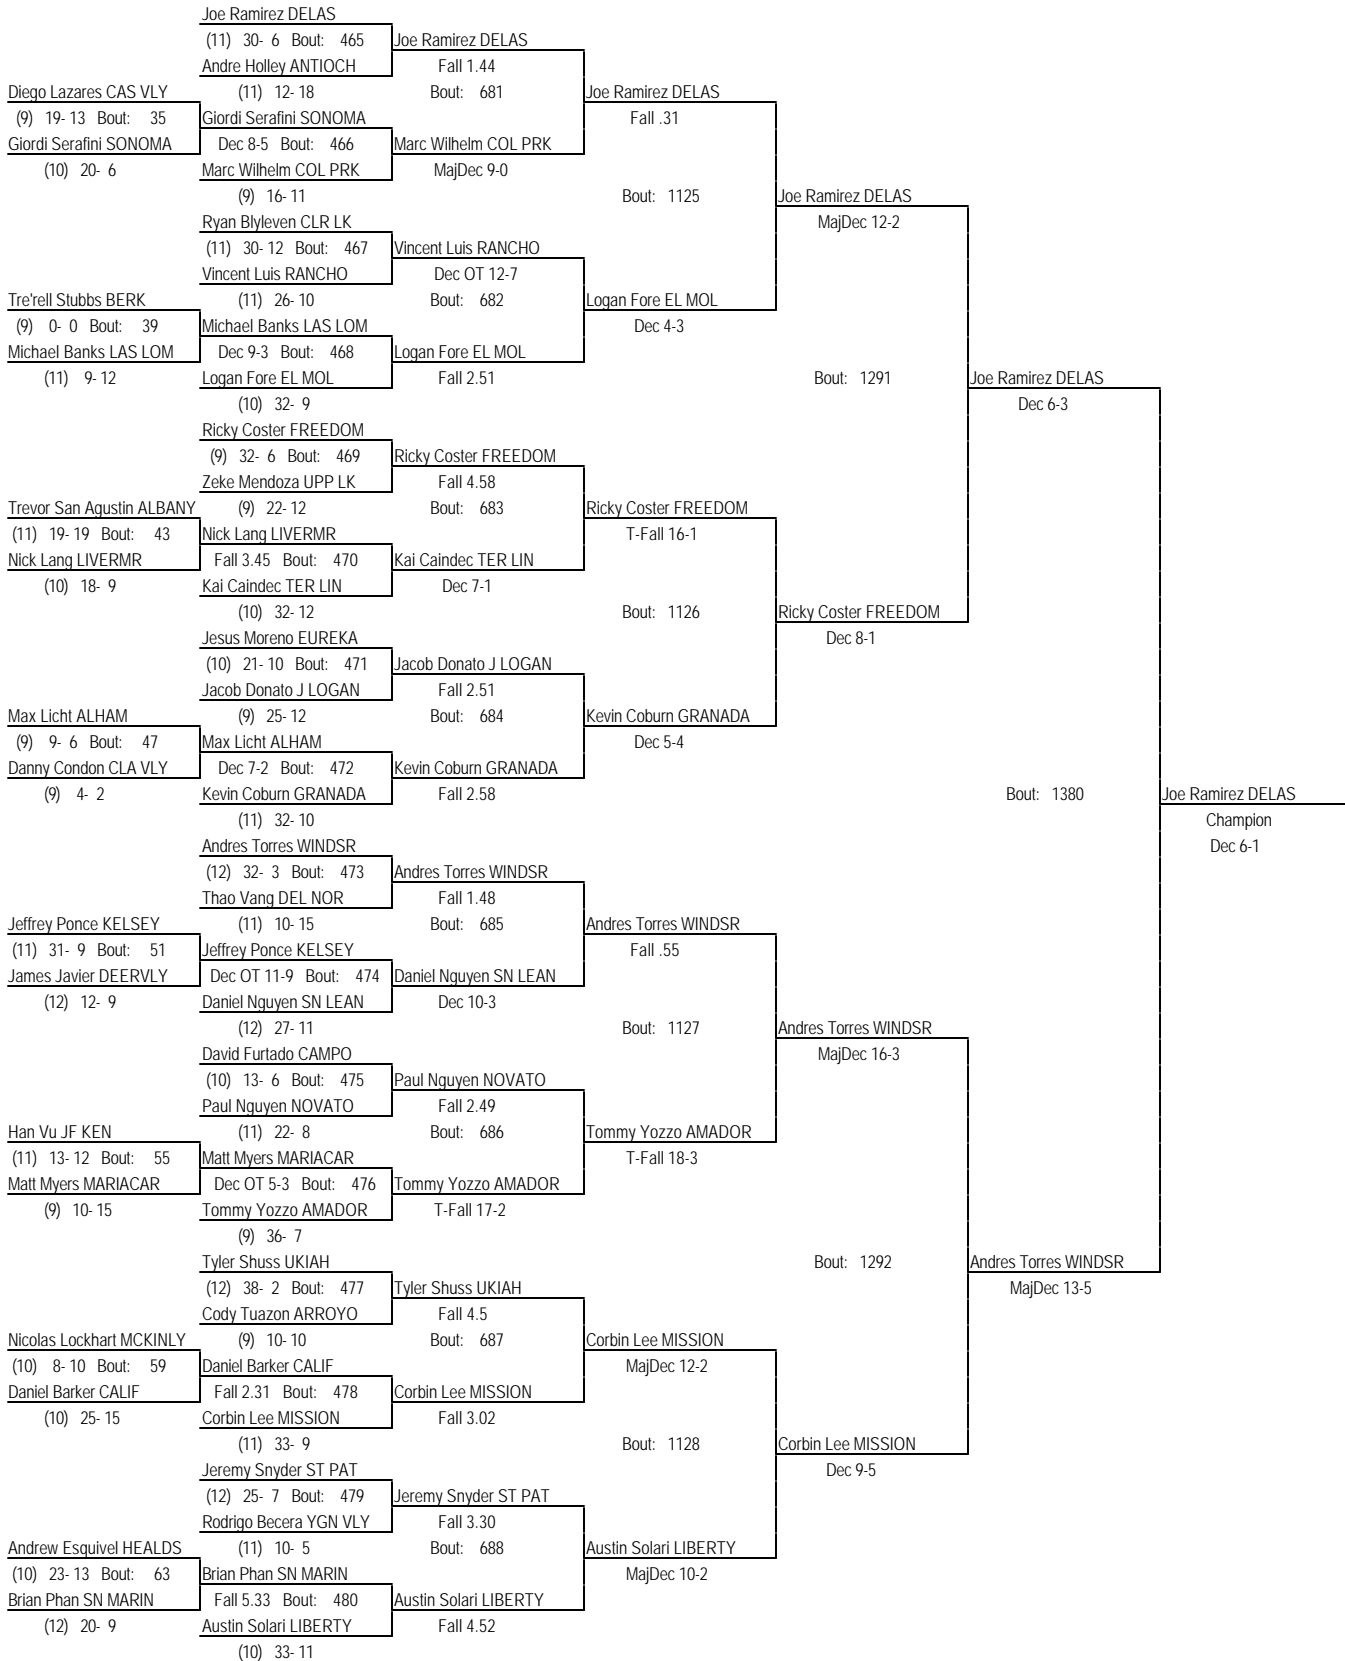 Joe Ramirez DELAS
(11) 30- 6 Bout: 465 Joe Ramirez DELAS
Andre Holley ANTIOCH Fall 1.44
Diego Lazares CAS VLY (11) 12- 18 Bout: 681 Joe Ramirez DELAS
(9) 19- 13 Bout: 35 Giordi Serafini SONOMA Fall .31
Giordi Serafini SONOMA Dec 8-5 Bout: 466 Marc Wilhelm COL PRK
(10) 20- 6 Marc Wilhelm COL PRK MajDec 9-0
(9) 16- 11 Bout: 1125 Joe Ramirez DELAS
Ryan Blyleven CLR LK MajDec 12-2
(11) 30- 12 Bout: 467 Vincent Luis RANCHO
Vincent Luis RANCHO Dec OT 12-7
Tre'rell Stubbs BERK (11) 26- 10 Bout: 682 Logan Fore EL MOL
(9) 0- 0 Bout: 39 Michael Banks LAS LOM Dec 4-3
Michael Banks LAS LOM Dec 9-3 Bout: 468 Logan Fore EL MOL
(11) 9- 12 Logan Fore EL MOL Fall 2.51 Bout: 1291 Joe Ramirez DELAS
(10) 32- 9 Dec 6-3
Ricky Coster FREEDOM
(9) 32- 6 Bout: 469 Ricky Coster FREEDOM
Zeke Mendoza UPP LK Fall 4.58
Trevor San Agustin ALBANY (9) 22- 12 Bout: 683 Ricky Coster FREEDOM
(11) 19- 19 Bout: 43 Nick Lang LIVERMR T-Fall 16-1
Nick Lang LIVERMR Fall 3.45 Bout: 470 Kai Caindec TER LIN
(10) 18- 9 Kai Caindec TER LIN Dec 7-1
(10) 32- 12 Bout: 1126 Ricky Coster FREEDOM
Jesus Moreno EUREKA Dec 8-1
(10) 21- 10 Bout: 471 Jacob Donato J LOGAN
Jacob Donato J LOGAN Fall 2.51
Max Licht ALHAM (9) 25- 12 Bout: 684 Kevin Coburn GRANADA
(9) 9- 6 Bout: 47 Max Licht ALHAM Dec 5-4
Danny Condon CLA VLY Dec 7-2 Bout: 472 Kevin Coburn GRANADA
(9) 4- 2 Kevin Coburn GRANADA Fall 2.58 Bout: 1380 Joe Ramirez DELAS
(11) 32- 10 Champion
Andres Torres WINDSR Dec 6-1
(12) 32- 3 Bout: 473 Andres Torres WINDSR
Thao Vang DEL NOR Fall 1.48
Jeffrey Ponce KELSEY (11) 10- 15 Bout: 685 Andres Torres WINDSR
(11) 31- 9 Bout: 51 Jeffrey Ponce KELSEY Fall .55
James Javier DEERVLY Dec OT 11-9 Bout: 474 Daniel Nguyen SN LEAN
(12) 12- 9 Daniel Nguyen SN LEAN Dec 10-3
(12) 27- 11 Bout: 1127 Andres Torres WINDSR
David Furtado CAMPO MajDec 16-3
(10) 13- 6 Bout: 475 Paul Nguyen NOVATO
Paul Nguyen NOVATO Fall 2.49
Han Vu JF KEN (11) 22- 8 Bout: 686 Tommy Yozzo AMADOR
(11) 13- 12 Bout: 55 Matt Myers MARIACAR T-Fall 18-3
Matt Myers MARIACAR Dec OT 5-3 Bout: 476 Tommy Yozzo AMADOR
(9) 10- 15 Tommy Yozzo AMADOR T-Fall 17-2
(9) 36- 7
Tyler Shuss UKIAH Bout: 1292 Andres Torres WINDSR
(12) 38- 2 Bout: 477 Tyler Shuss UKIAH MajDec 13-5
Cody Tuazon ARROYO Fall 4.5
Nicolas Lockhart MCKINLY (9) 10- 10 Bout: 687 Corbin Lee MISSION
(10) 8- 10 Bout: 59 Daniel Barker CALIF MajDec 12-2
Daniel Barker CALIF Fall 2.31 Bout: 478 Corbin Lee MISSION
(10) 25- 15 Corbin Lee MISSION Fall 3.02
(11) 33- 9 Bout: 1128 Corbin Lee MISSION
Jeremy Snyder ST PAT Dec 9-5
(12) 25- 7 Bout: 479 Jeremy Snyder ST PAT
Rodrigo Becera YGN VLY Fall 3.30
Andrew Esquivel HEALDS (11) 10- 5 Bout: 688 Austin Solari LIBERTY
(10) 23- 13 Bout: 63 Brian Phan SN MARIN MajDec 10-2
Brian Phan SN MARIN Fall 5.33 Bout: 480 Austin Solari LIBERTY
(12) 20- 9 Austin Solari LIBERTY Fall 4.52
(10) 33- 11